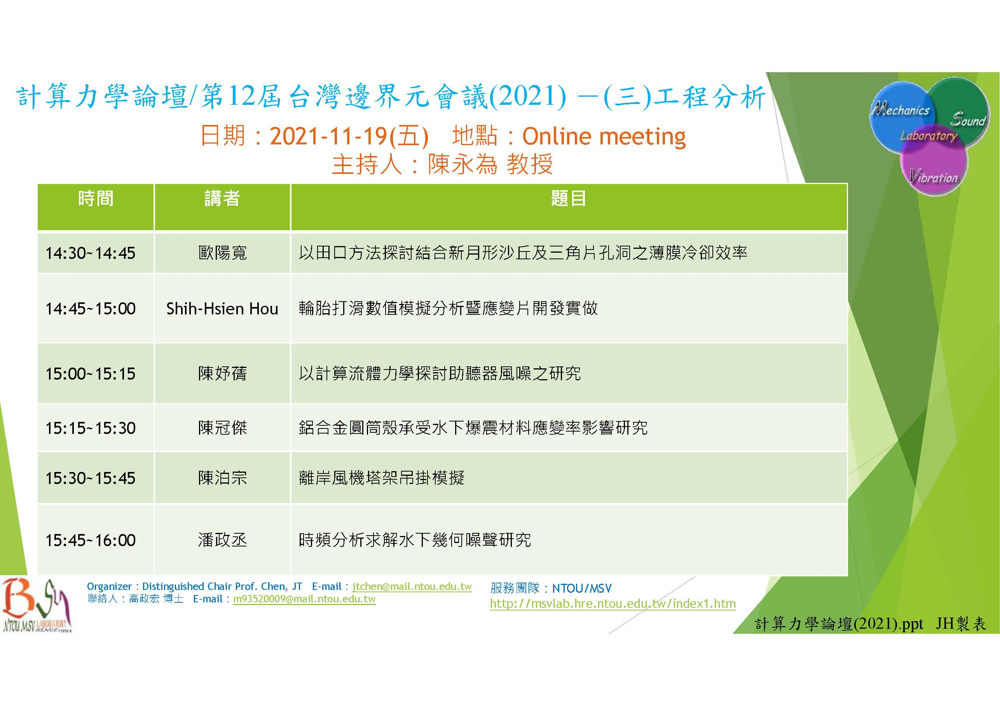 計算力學論壇/第12屆台灣邊界元會議(2021) －(三)工程分析
日期：2021-11-19(五) 地點：Online meeting
主持人：陳永為 教授
Mechanics
Sound
Laboratory
Vibration
時間 講者 題目
14:30~14:45 歐陽寬 以田口方法探討結合新月形沙丘及三角片孔洞之薄膜冷卻效率
14:45~15:00 Shih-Hsien Hou 輪胎打滑數值模擬分析暨應變片開發實做
15:00~15:15 陳妤蒨 以計算流體力學探討助聽器風噪之研究
15:15~15:30 陳冠傑 鋁合金圓筒殼承受水下爆震材料應變率影響研究
15:30~15:45 陳泊宗 離岸風機塔架吊掛模擬
15:45~16:00 潘政丞 時頻分析求解水下幾何噪聲研究
Organizer：Distinguished Chair Prof. Chen, JT E-mail：jtchen@mail.ntou.edu.tw
聯絡人：高政宏 博士 E-mail：m93520009@mail.ntou.edu.tw
服務團隊：NTOU/MSV
http://msvlab.hre.ntou.edu.tw/index1.htm
NTOU MSV LABORATORY
SINCE 1994
計算力學論壇(2021).ppt JH製表